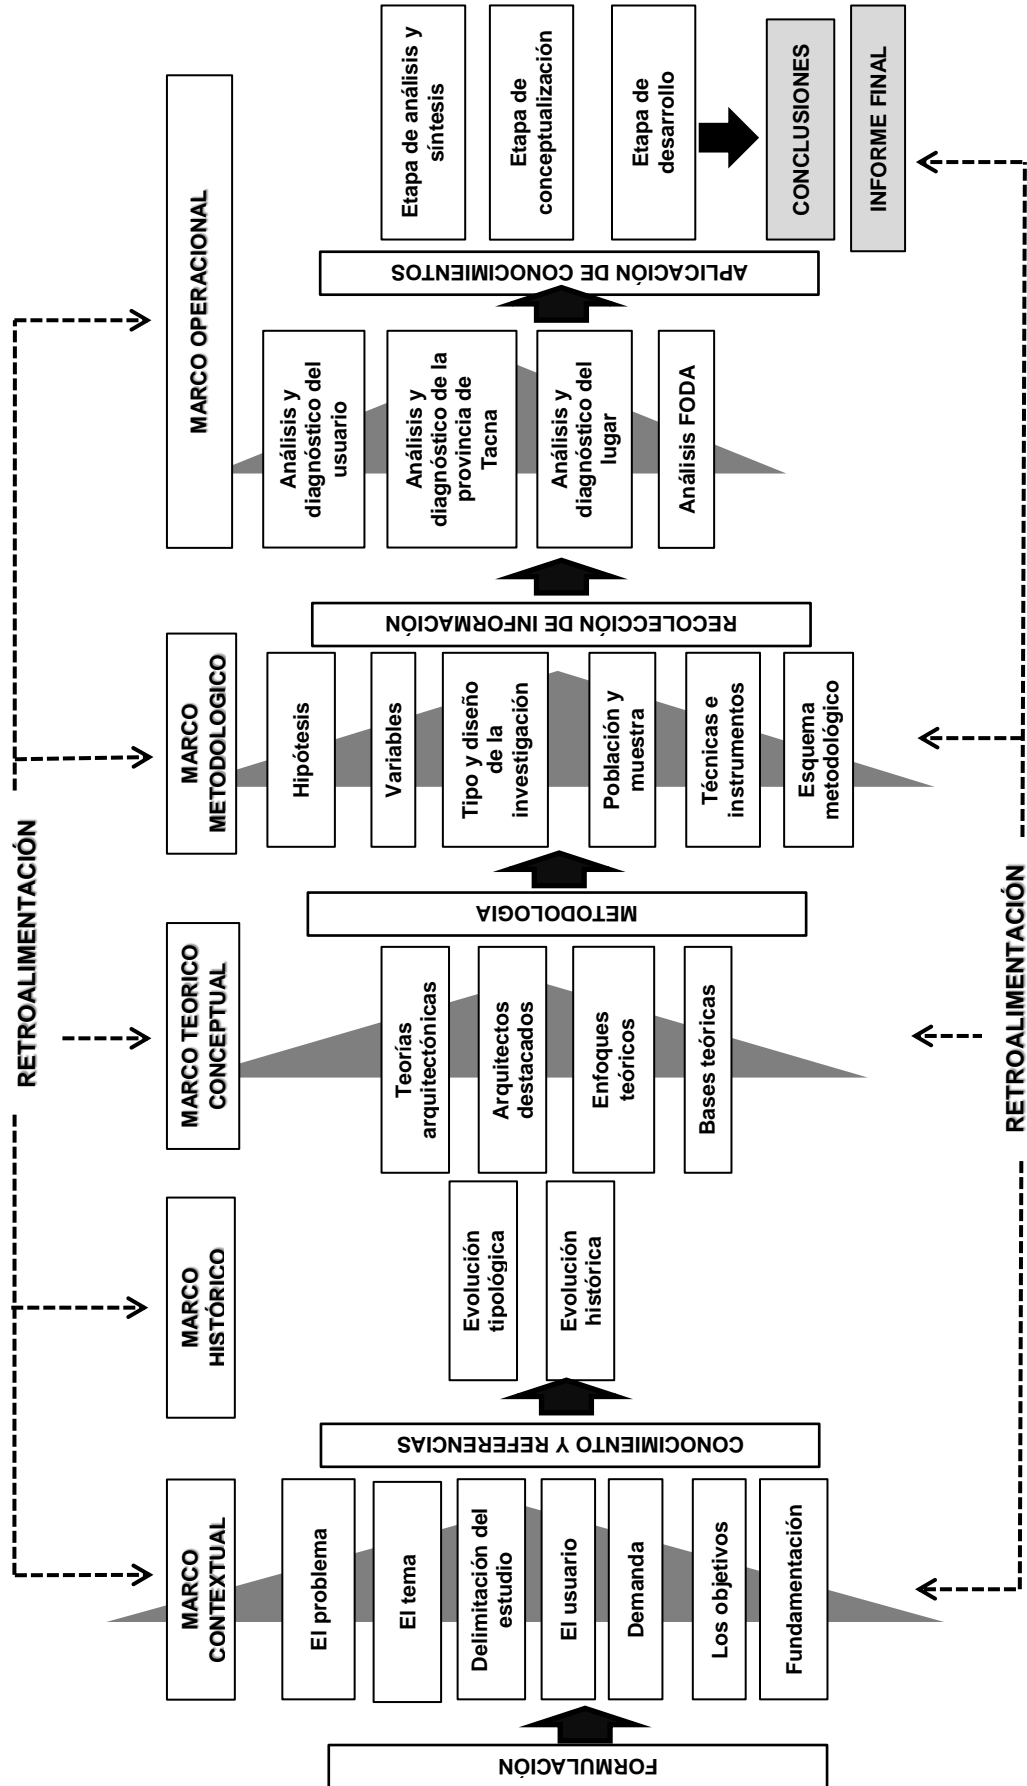 RETROALIMENTACIÓN
FORMULACIÓN
MARCO
CONTEXTUAL
El problema
El tema
Delimitación del
estudio
El usuario
Demanda
Los objetivos
Fundamentación
CONOCIMIENTO Y REFERENCIAS
MARCO
HISTÓRICO
Evolución
tipológica
Evolución
histórica
MARCO TEORICO
CONCEPTUAL
Teorías
arquitectónicas
Arquitectos
destacados
Enfoques
teóricos
Bases teóricas
METODOLOGIA
MARCO
METODOLOGICO
Hipótesis
Variables
Tipo y diseño
de la
investigación
Población y
muestra
Técnicas e
instrumentos
Esquema
metodológico
RECOLECCIÓN DE INFORMACIÓN
MARCO OPERACIONAL
Análisis y
diagnóstico del
usuario
Análisis y
diagnóstico de la
provincia de
Tacna
Análisis y
diagnóstico del
lugar
Análisis FODA
APLICACIÓN DE CONOCIMIENTOS
Etapa de análisis y
síntesis
Etapa de
conceptualización
Etapa de
desarrollo
CONCLUSIONES
INFORME FINAL
RETROALIMENTACIÓN